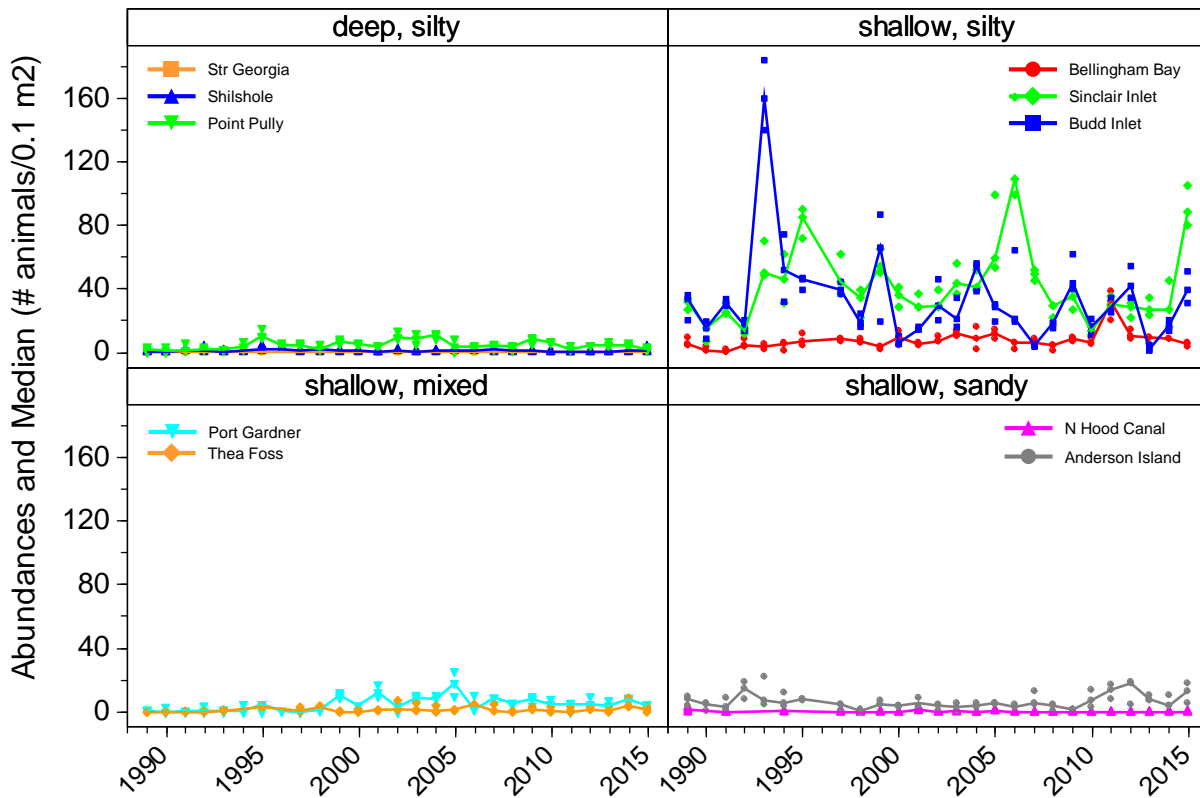 deep, silty
shallow, silty
Str Georgia
Shilshole
Point Pully
Bellingham Bay
Sinclair Inlet
Budd Inlet
160
120
80
40
0
shallow, mixed
shallow, sandy
Port Gardner
Thea Foss
N Hood Canal
Anderson Island
160
120
80
40
0
1990
1995
2000
2005
2010
2015
1990
1995
2000
2005
2010
2015
Abundances and Median (# animals/0.1 m2)